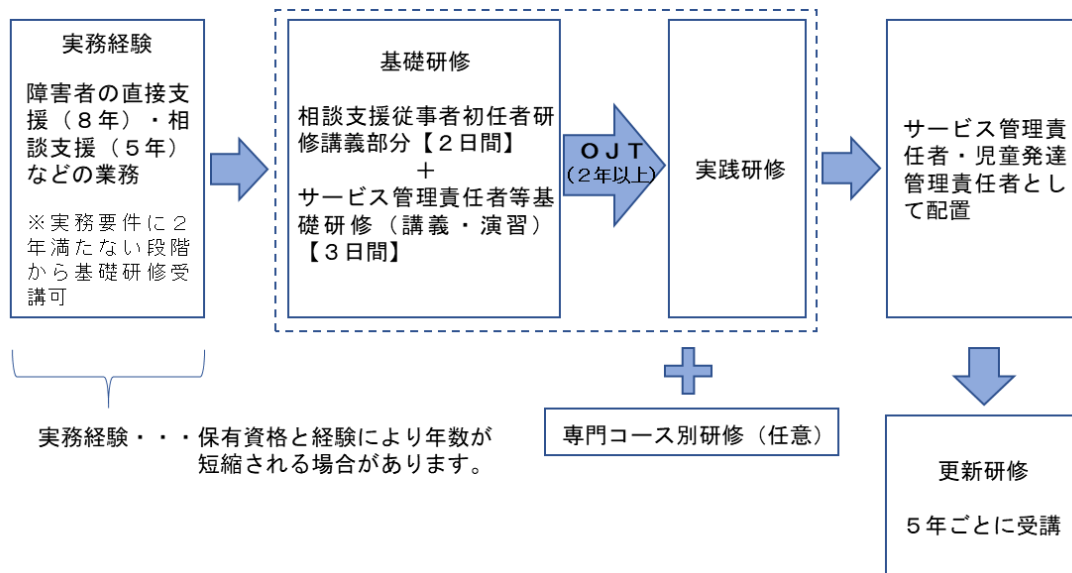 実務経験
障害者の直接支
援（８年）・相
談支援（５年）
などの業務
※実務要件に２
年満たない段階
から基礎研修受
講可
基礎研修
相談支援従事者初任者研
修講義部分【２日間】
＋
サービス管理責任者等基
礎研修（講義・演習）
【３日間】
ＯＪＴ
（２年以上）
実践研修
サービス管理責
任者・児童発達
管理責任者とし
て配置
実務経験・・・保有資格と経験により年数が
短縮される場合があります。
専門コース別研修（任意）
更新研修
５年ごとに受講